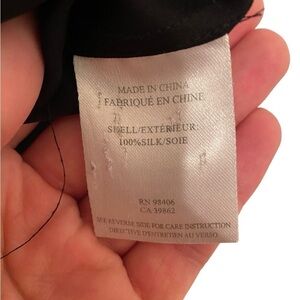 MADE IN CHINA
FABRIQUÉ EN CHINE
SHELL/EXTÉRIEUR:
100%SILK/SOIE
RN 98406
CA 39862
SEE REVERSE SIDE FOR CARE INSTRUCTION
DIRECTIVE D'ENTRETIEN AU VERSO